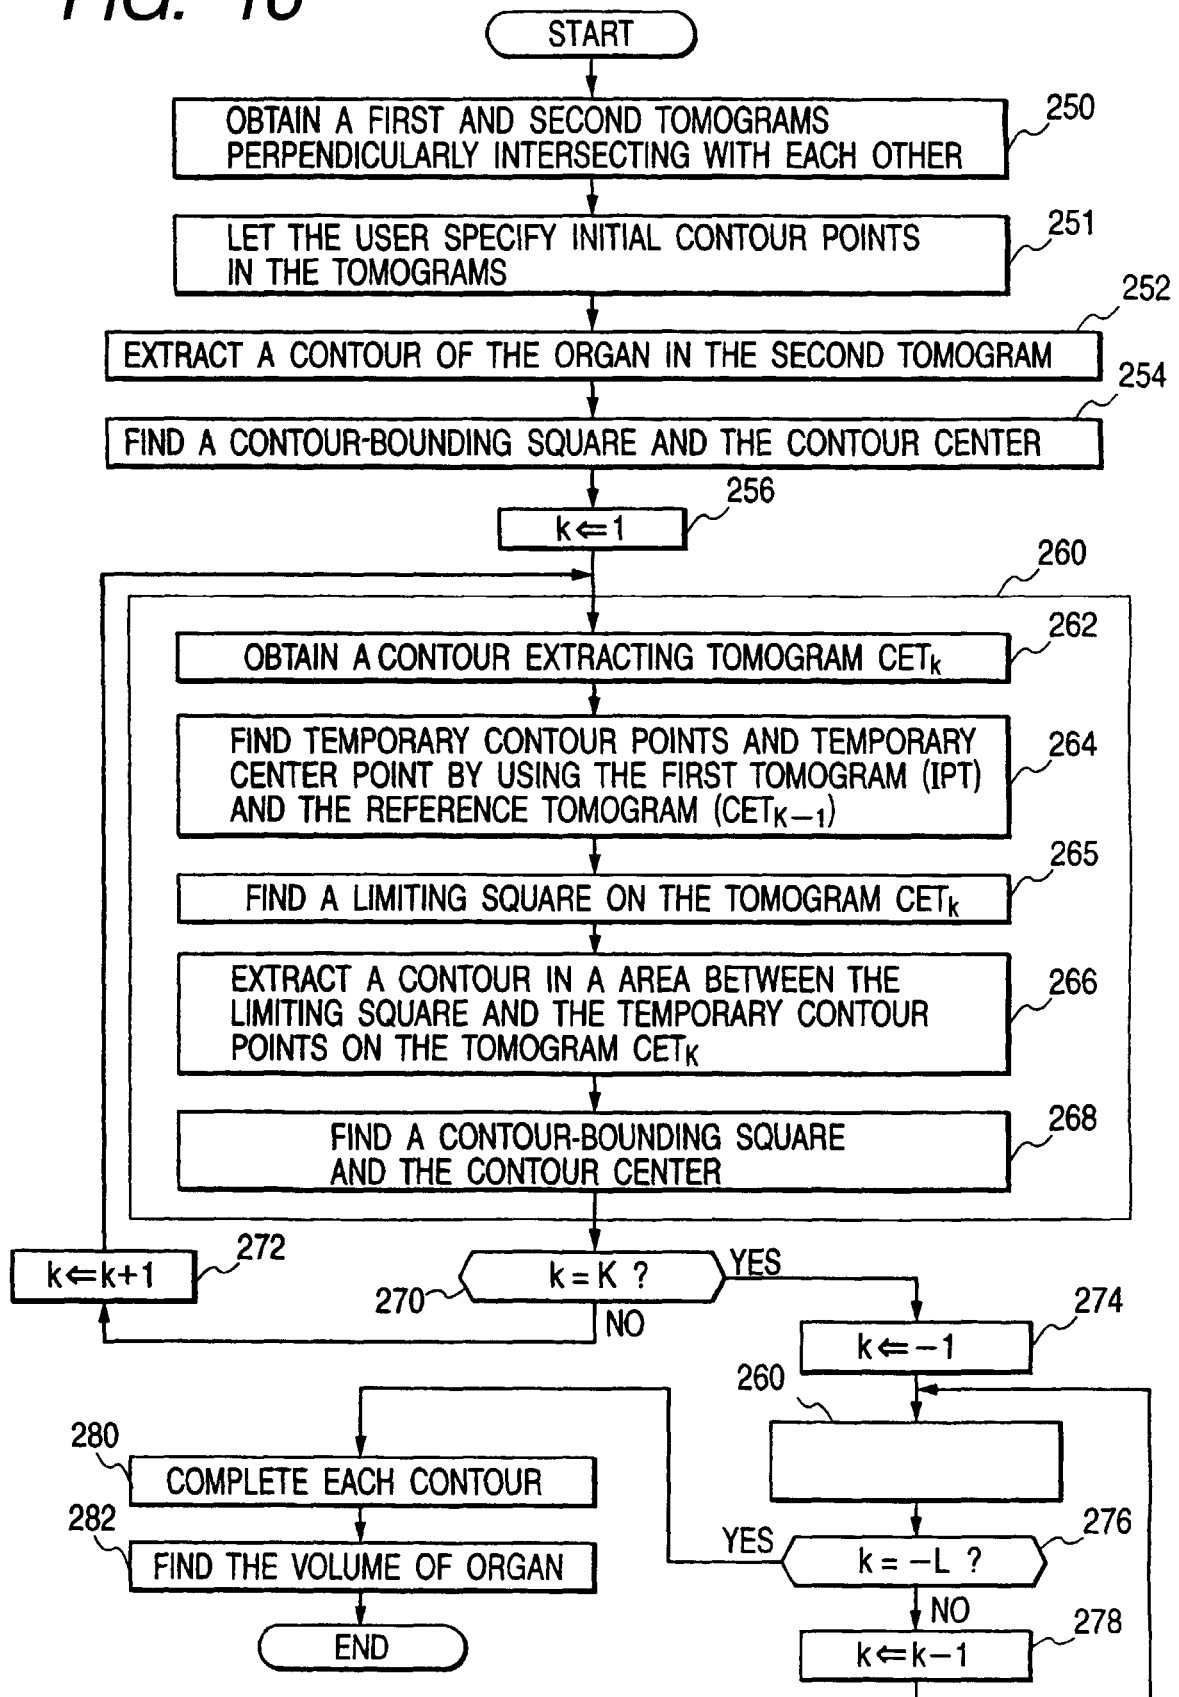 FIG. 10
START
OBTAIN A FIRST AND SECOND TOMOGRAMS
PERPENDICULARLY INTERSECTING WITH EACH OTHER
250
LET THE USER SPECIFY INITIAL CONTOUR POINTS
IN THE TOMOGRAMS
251
252
EXTRACT A CONTOUR OF THE ORGAN IN THE SECOND TOMOGRAM
254
FIND A CONTOUR-BOUNDING SQUARE AND THE CONTOUR CENTER
256
k⇐1
260
262
OBTAIN A CONTOUR EXTRACTING TOMOGRAM CETk
FIND TEMPORARY CONTOUR POINTS AND TEMPORARY
CENTER POINT BY USING THE FIRST TOMOGRAM (IPT)
AND THE REFERENCE TOMOGRAM (CETK−1)
264
265
FIND A LIMITING SQUARE ON THE TOMOGRAM CETk
EXTRACT A CONTOUR IN A AREA BETWEEN THE
LIMITING SQUARE AND THE TEMPORARY CONTOUR
POINTS ON THE TOMOGRAM CETK
266
FIND A CONTOUR-BOUNDING SQUARE
AND THE CONTOUR CENTER
268
272
k⇐k+1
k = K ?
YES
270
NO
274
k⇐−1
260
280
COMPLETE EACH CONTOUR
282
FIND THE VOLUME OF ORGAN
END
YES
276
k = −L ?
NO
278
k⇐k−1